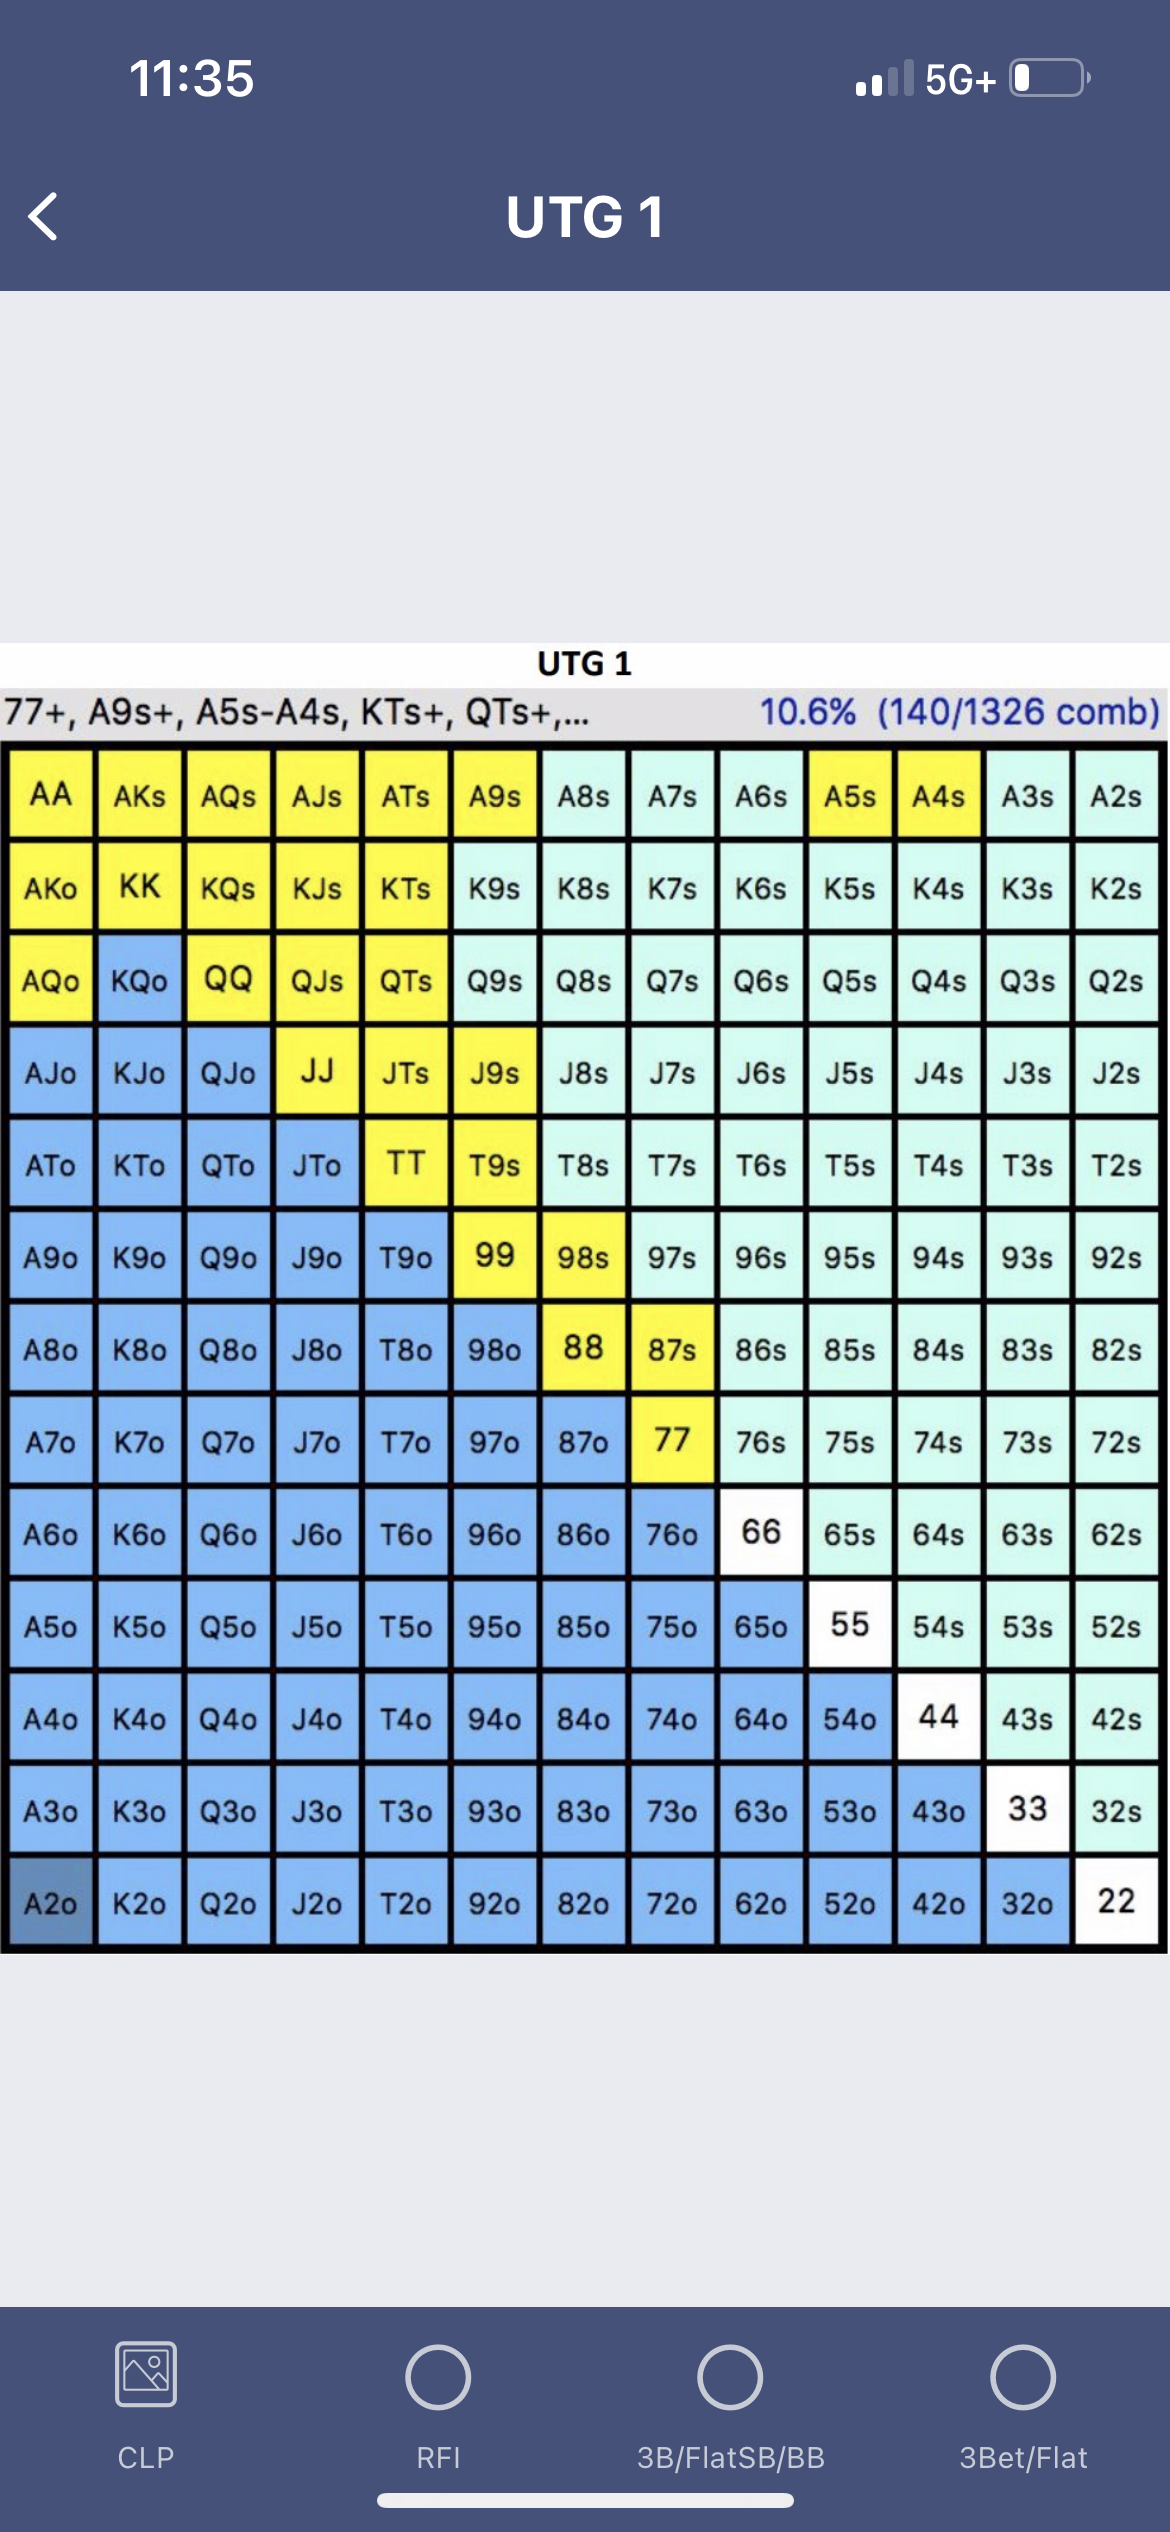 11:35 5G+
UTG 1
UTG 1
77+, A9s+, A5s-A4s, KTs+, QTs+,... 10.6% (140/1326 comb)
AA AKs AQs AJs ATs A9s A8s A7s A6s A5s A4s A3s A2s
AKo KK KQs KJs KTs K9s K8s K7s K6s K5s K4s K3s K2s
AQo KQo QQ QJs QTs Q9s Q8s Q7s Q6s Q5s Q4s Q3s Q2s
AJo KJo QJo JJ JTs J9s J8s J7s J6s J5s J4s J3s J2s
ATo KTo QTo JTo TT T9s T8s T7s T6s T5s T4s T3s T2s
A9o K9o Q9o J9o T9o 99 98s 97s 96s 95s 94s 93s 92s
A8o K8o Q8o J8o T8o 98o 88 87s 86s 85s 84s 83s 82s
A7o K7o Q7o J7o T7o 97o 87o 77 76s 75s 74s 73s 72s
A6o K6o Q6o J6o T6o 96o 86o 76o 66 65s 64s 63s 62s
A5o K5o Q5o J5o T5o 95o 85o 75o 65o 55 54s 53s 52s
A4o K4o Q4o J4o T4o 94o 84o 74o 64o 54o 44 43s 42s
A3o K3o Q3o J3o T3o 93o 83o 73o 63o 53o 43o 33 32s
A2o K2o Q2o J2o T2o 92o 82o 72o 62o 52o 42o 32o 22
CLP RFI 3B/FlatSB/BB 3Bet/Flat